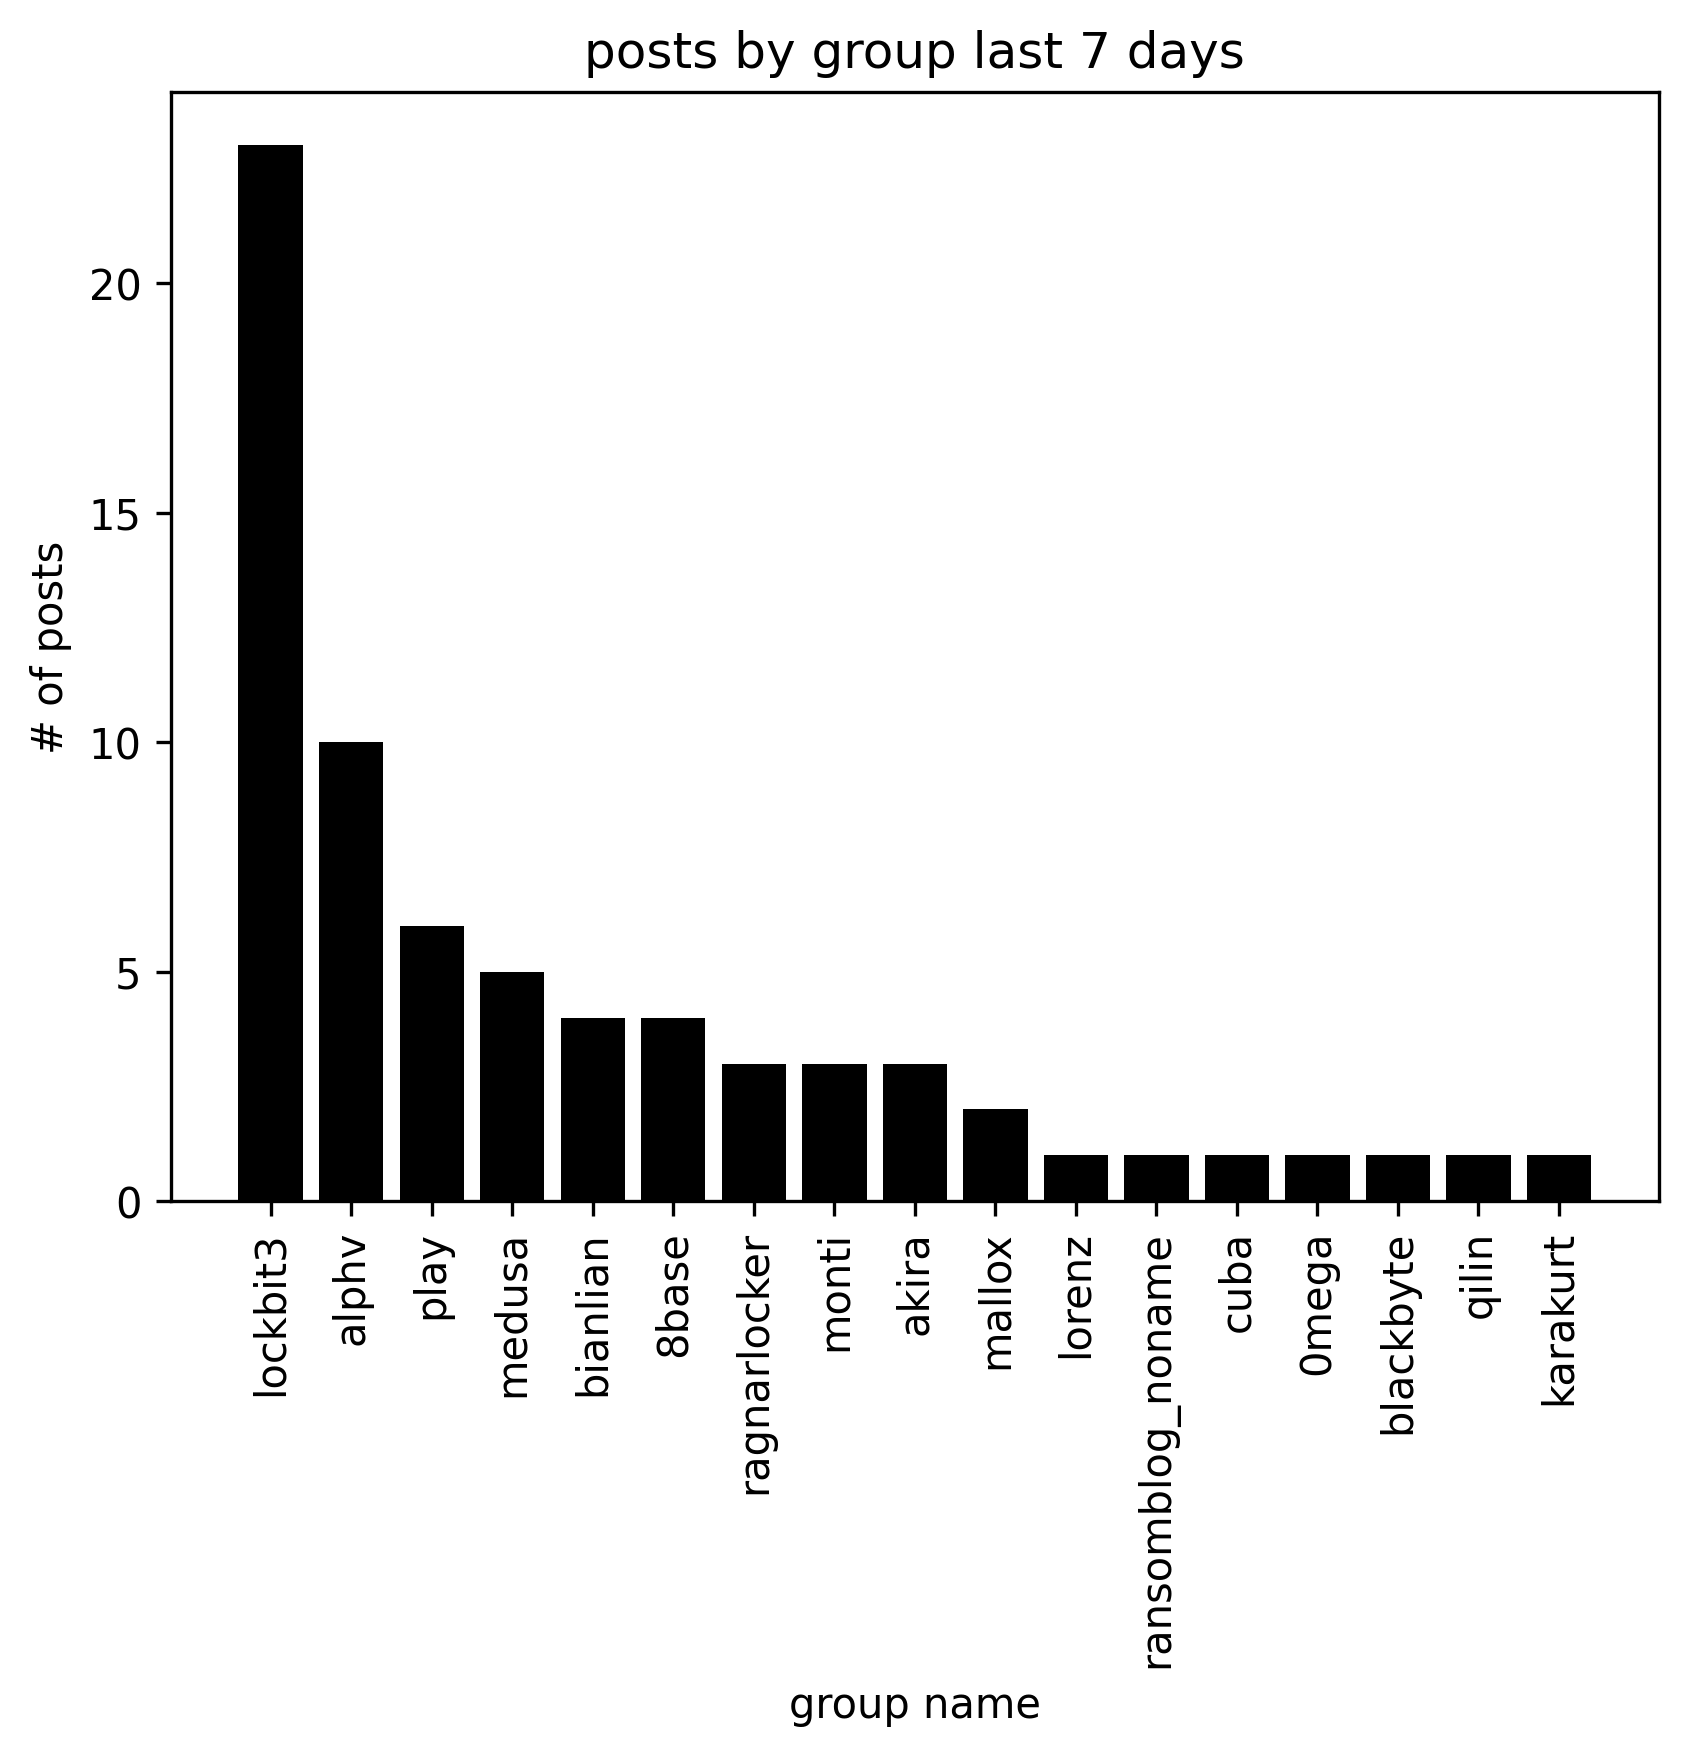 posts by group last 7 days
# of posts
20
15
10
5
0
lockbit3
alphv
play
medusa
bianlian
8base
ragnarlocker
monti
akira
mallox
lorenz
ransomblog_noname
cuba
0mega
blackbyte
qilin
karakurt
group name